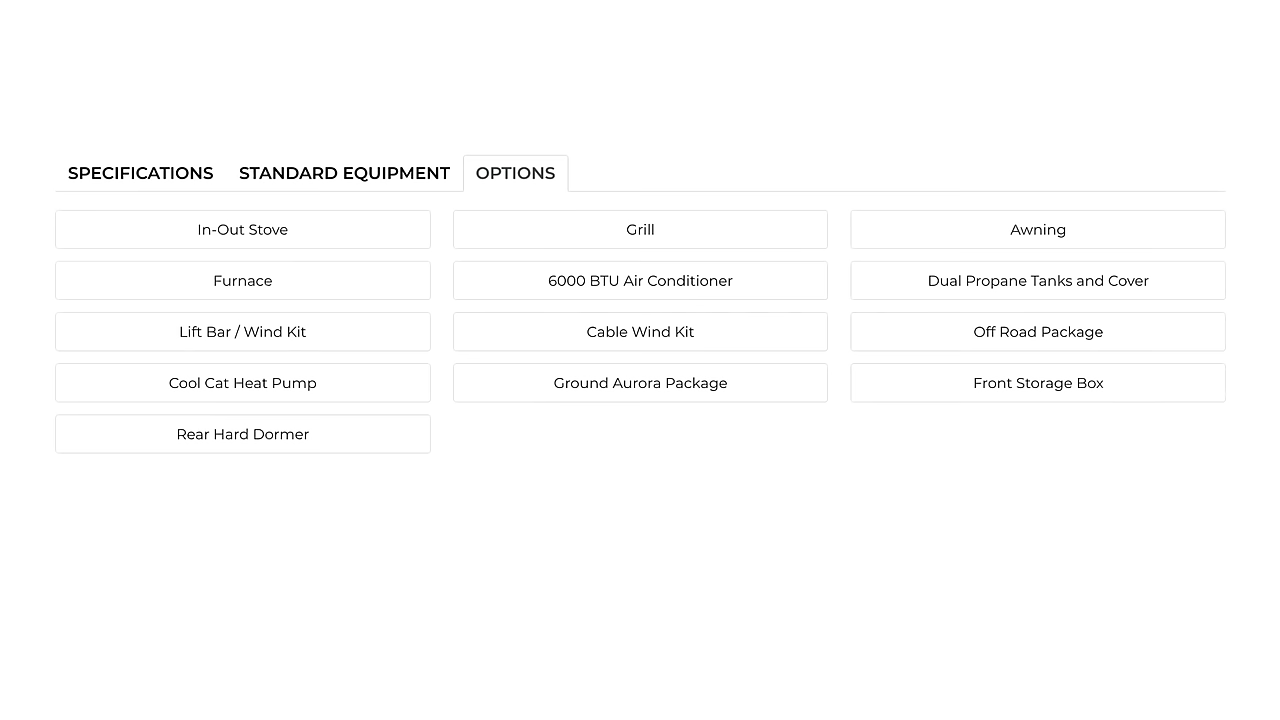 SPECIFICATIONS STANDARD EQUIPMENT OPTIONS
In-Out Stove Grill Awning
Furnace 6000 BTU Air Conditioner Dual Propane Tanks and Cover
Lift Bar / Wind Kit Cable Wind Kit Off Road Package
Cool Cat Heat Pump Ground Aurora Package Front Storage Box
Rear Hard Dormer